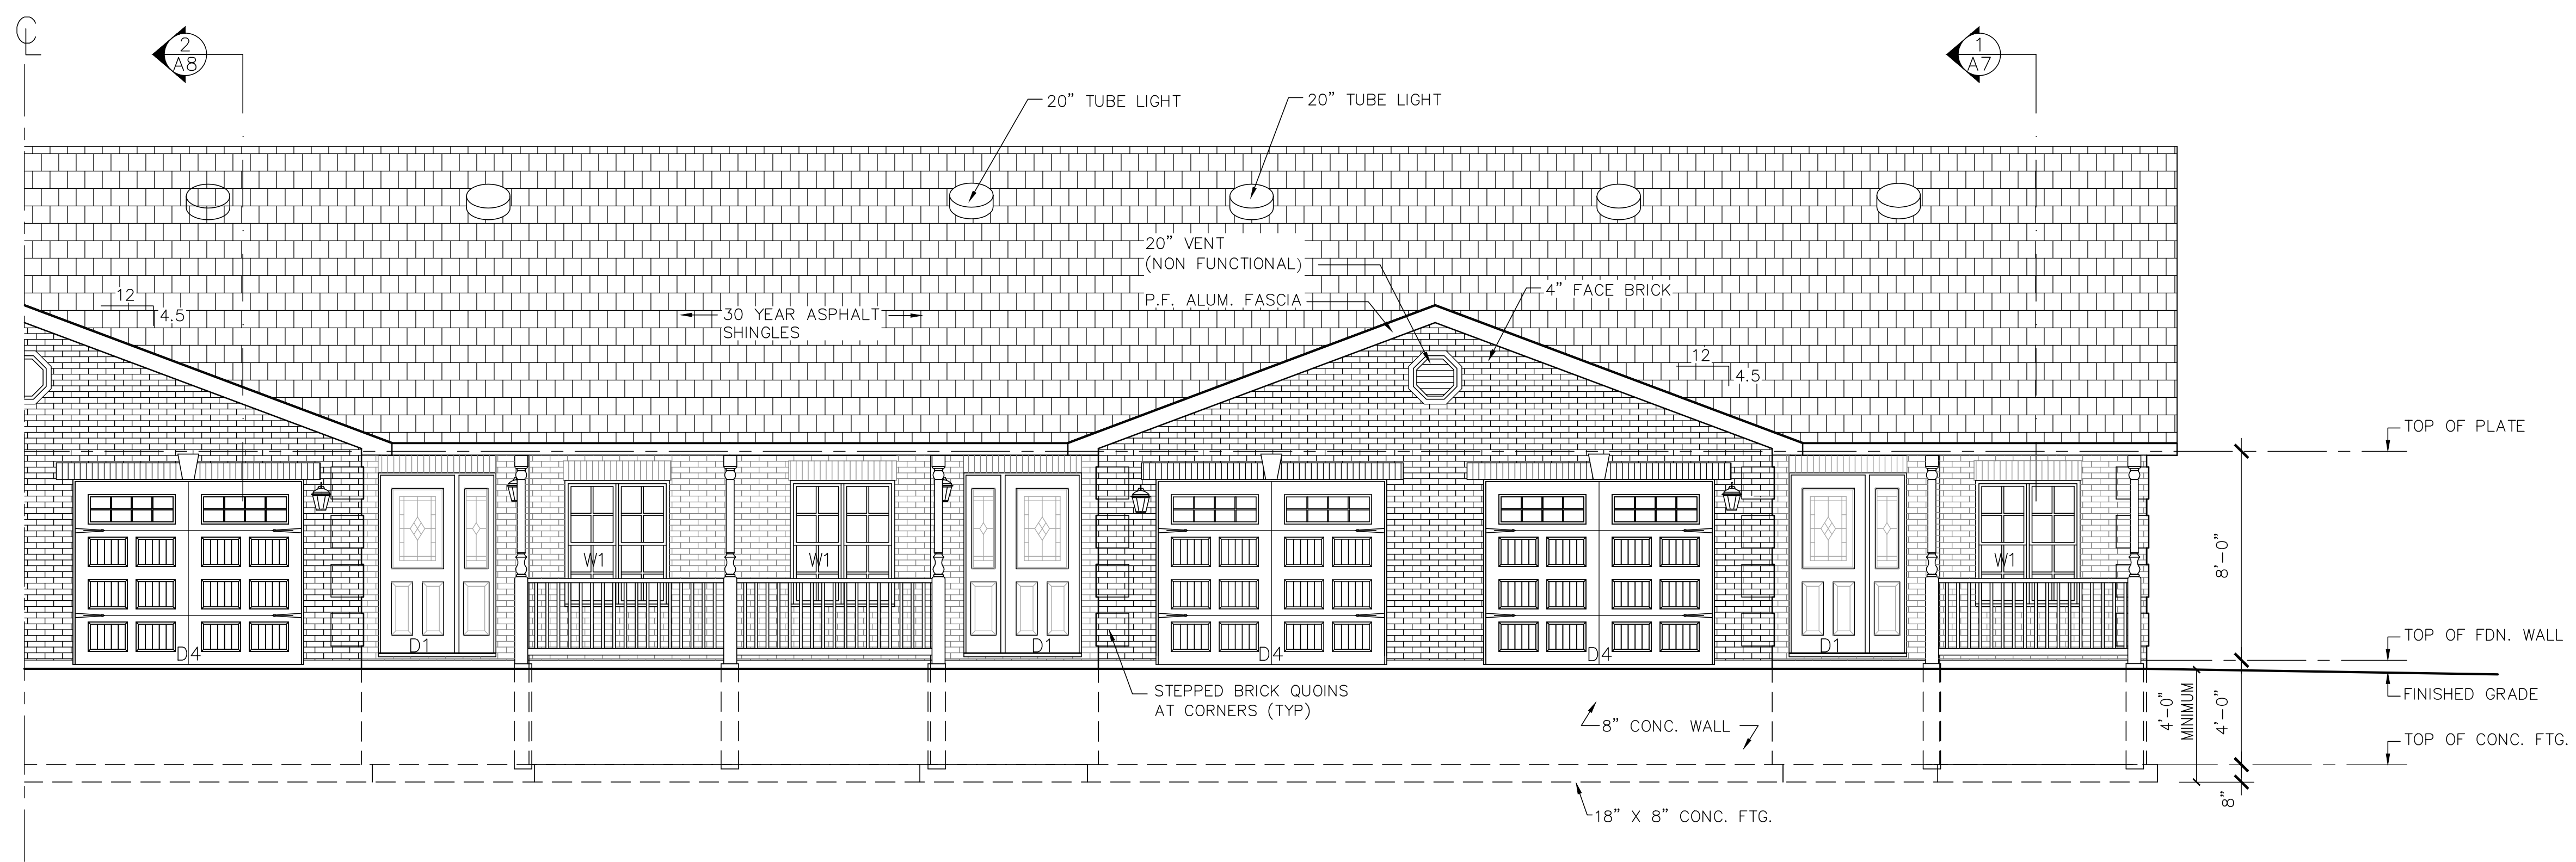 ℄
2
A8
1
A7
20” TUBE LIGHT
20” TUBE LIGHT
20” VENT
(NON FUNCTIONAL)
P.F. ALUM. FASCIA
4” FACE BRICK
12
4.5
30 YEAR ASPHALT
SHINGLES
12
4.5
TOP OF PLATE
8'-0”
W1
W1
W1
D4
D1
D1
D4
D4
D1
TOP OF FDN. WALL
FINISHED GRADE
4'-0”
MINIMUM
4'-0”
TOP OF CONC. FTG.
8”
STEPPED BRICK QUOINS
AT CORNERS (TYP)
8” CONC. WALL
18” X 8” CONC. FTG.